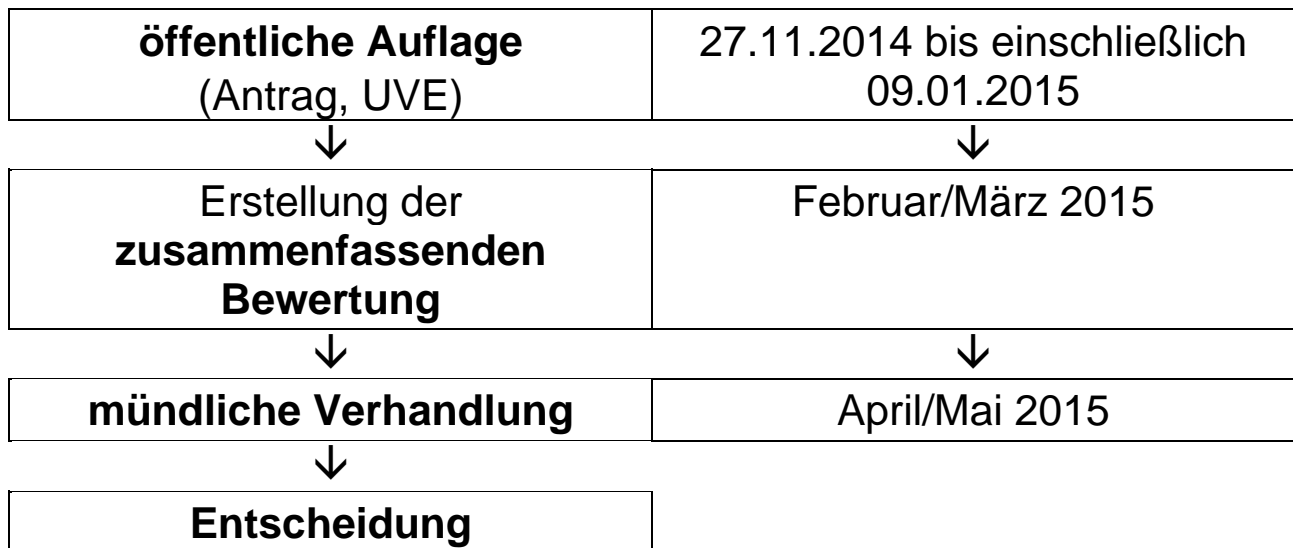 öffentliche Auflage
(Antrag, UVE)
27.11.2014 bis einschließlich
09.01.2015
Erstellung der
zusammenfassenden
Bewertung
Februar/März 2015
mündliche Verhandlung
April/Mai 2015
Entscheidung